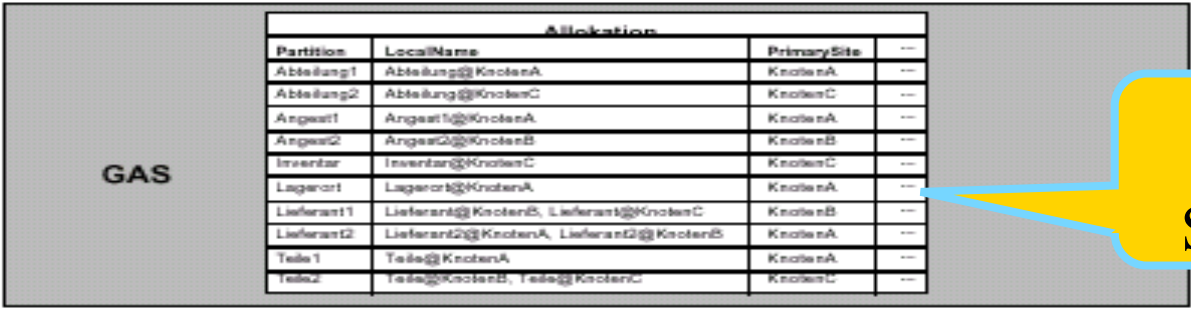 Allokation
Partition LocalName PrimarySite ...
Abteilung1 Abteilung@KnotenA KnotenA ...
Abteilung2 Abteilung@KnotenC KnotenC ...
Angest1 Angest1@KnotenA KnotenA ...
Angest2 Angest2@KnotenB KnotenB ...
Inventar Inventar@KnotenC KnotenC ...
GAS
Lagerort Lagerort@KnotenA KnotenA ...
Lieferant1 Lieferant@KnotenB, Lieferant@KnotenC KnotenB ...
Lieferant2 Lieferant2@KnotenA, Lieferant2@KnotenB KnotenA ...
Teile1 Teile@KnotenA KnotenA ...
Teile2 Teile@KnotenB, Teile@KnotenC KnotenC ...